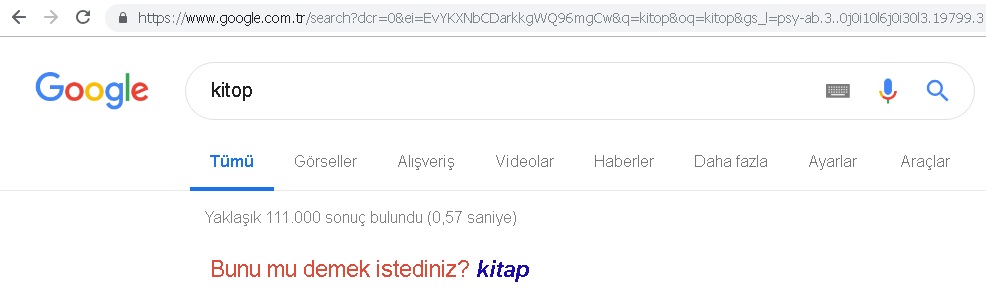 https://www.google.com.tr/search?dcr=0&ei=EvYKXNbCDarkkgWQ96mgCw&q=kitop&oq=kitop&gs_l=psy-ab.3..0j0i10l6j0i30l3.19799.3
Google
kitop
Tümü Görseller Alışveriş Videolar Haberler Daha fazla Ayarlar Araçlar
Yaklaşık 111.000 sonuç bulundu (0,57 saniye)
Bunu mu demek istediniz? kitap